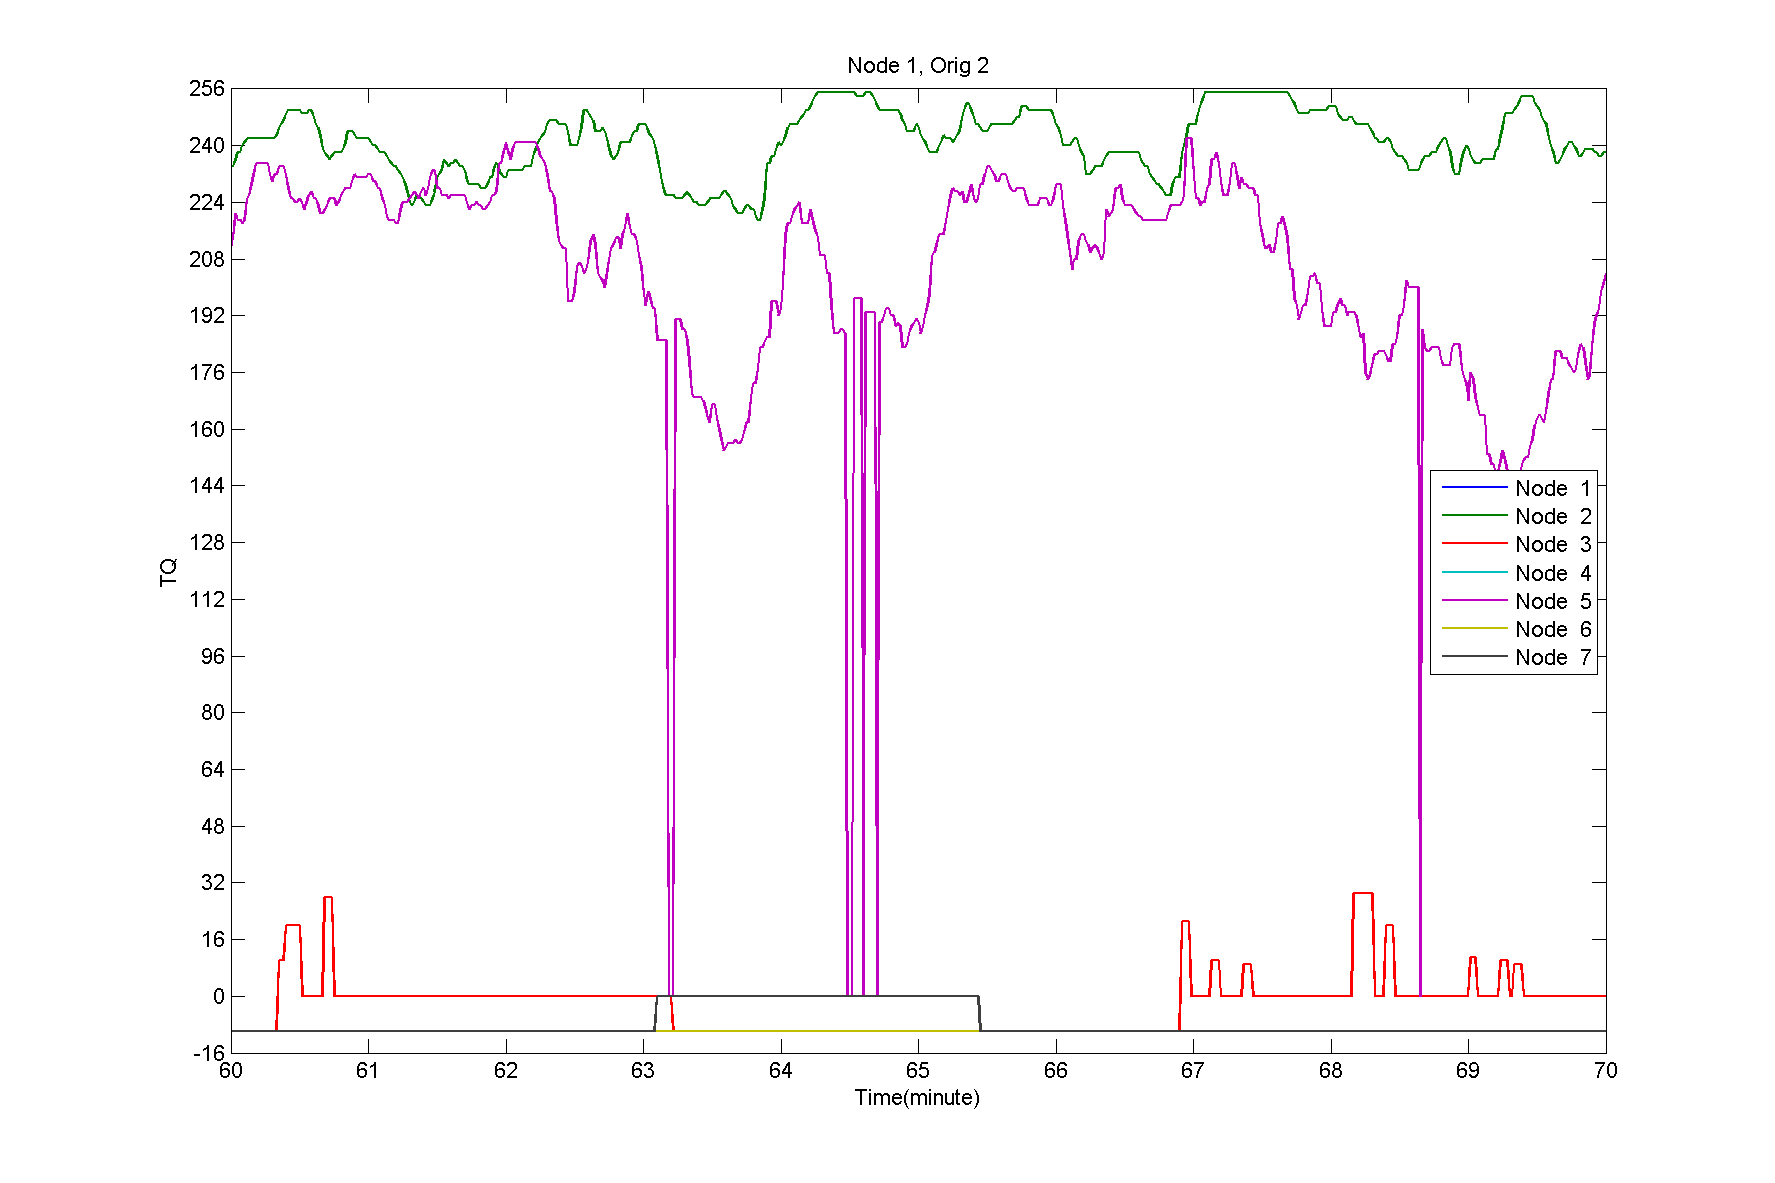 Node 1, Orig 2
256
240
224
208
192
176
160
144
128
112
96
80
64
48
32
16
0
-16
TQ
Node 1
Node 2
Node 3
Node 4
Node 5
Node 6
Node 7
60 61 62 63 64 65 66 67 68 69 70
Time(minute)